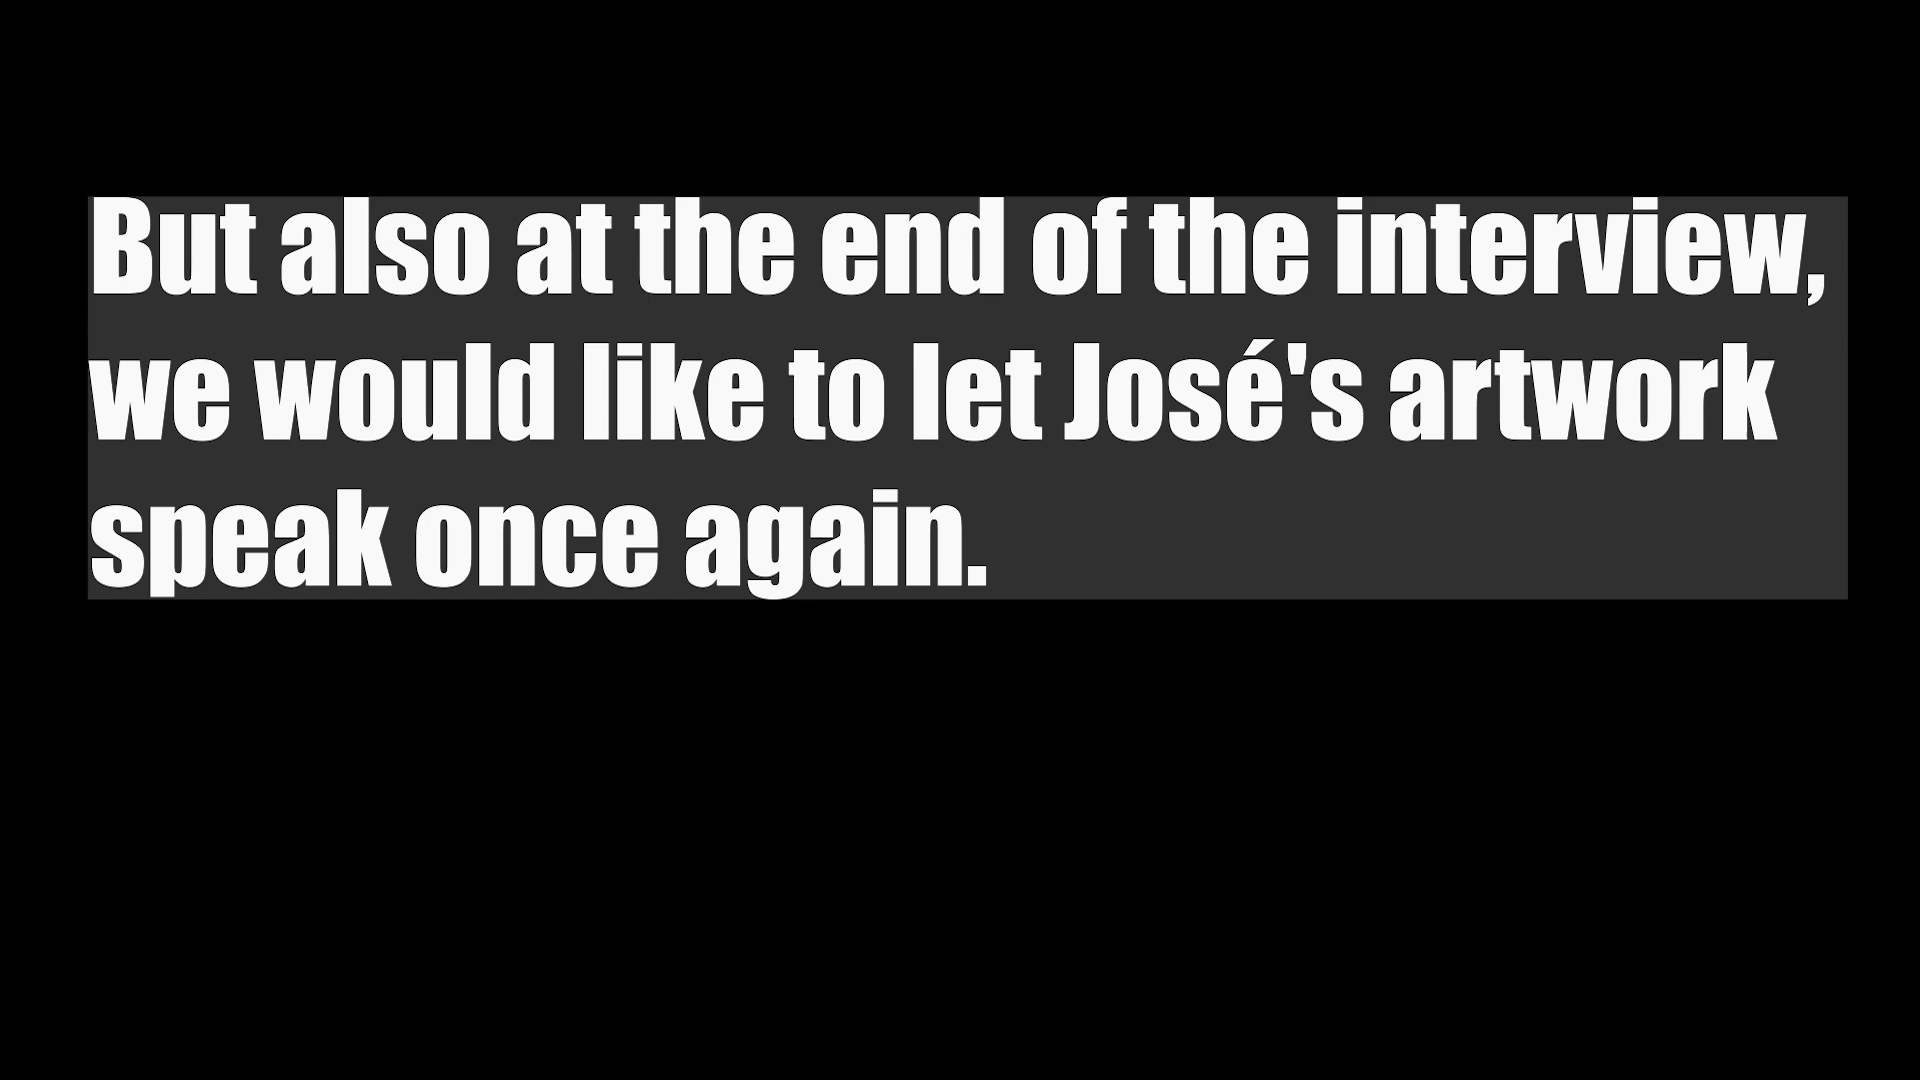 But also at the end of the interview,
we would like to let José's artwork
speak once again.